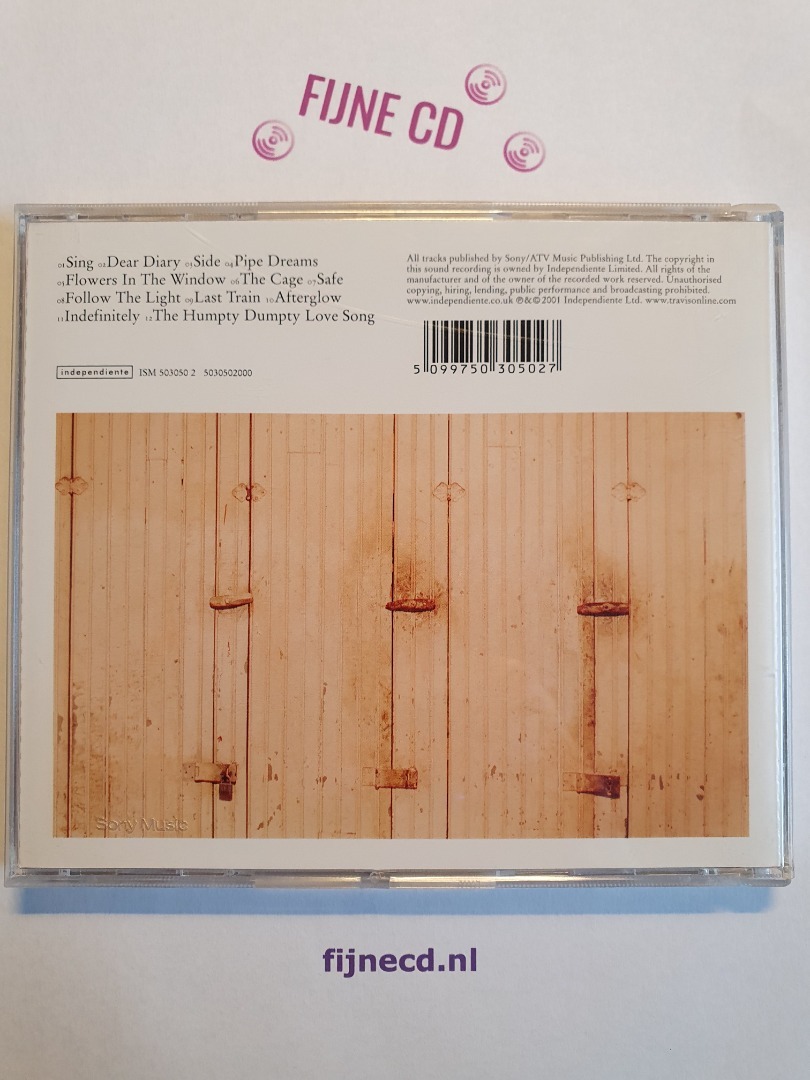 FIJNE CD
01 Sing 02 Dear Diary 03 Side 04 Pipe Dreams
05 Flowers In The Window 06 The Cage 07 Safe
08 Follow The Light 09 Last Train 10 Afterglow
11 Indefinitely 12 The Humpty Dumpty Love Song
All tracks published by Sony/ATV Music Publishing Ltd. The copyright in
this sound recording is owned by Independiente Limited. All rights of the
manufacturer and of the owner of the recorded work reserved. Unauthorised
copying, hiring, lending, public performance and broadcasting prohibited.
www.independiente.co.uk ℗&© 2001 Independiente Ltd. www.travisonline.com
5 099750 305027
independiente ISM 503050 2 5030502000
Sony Music
fijnecd.nl